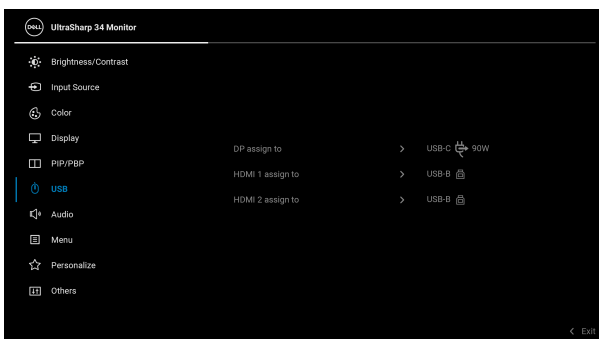 DELL UltraSharp 34 Monitor
Brightness/Contrast
Input Source
Color
Display
DP assign to > USB-C 90W
PIP/PBP
HDMI 1 assign to > USB-B
USB
HDMI 2 assign to > USB-B
Audio
Menu
Personalize
Others
< Exit